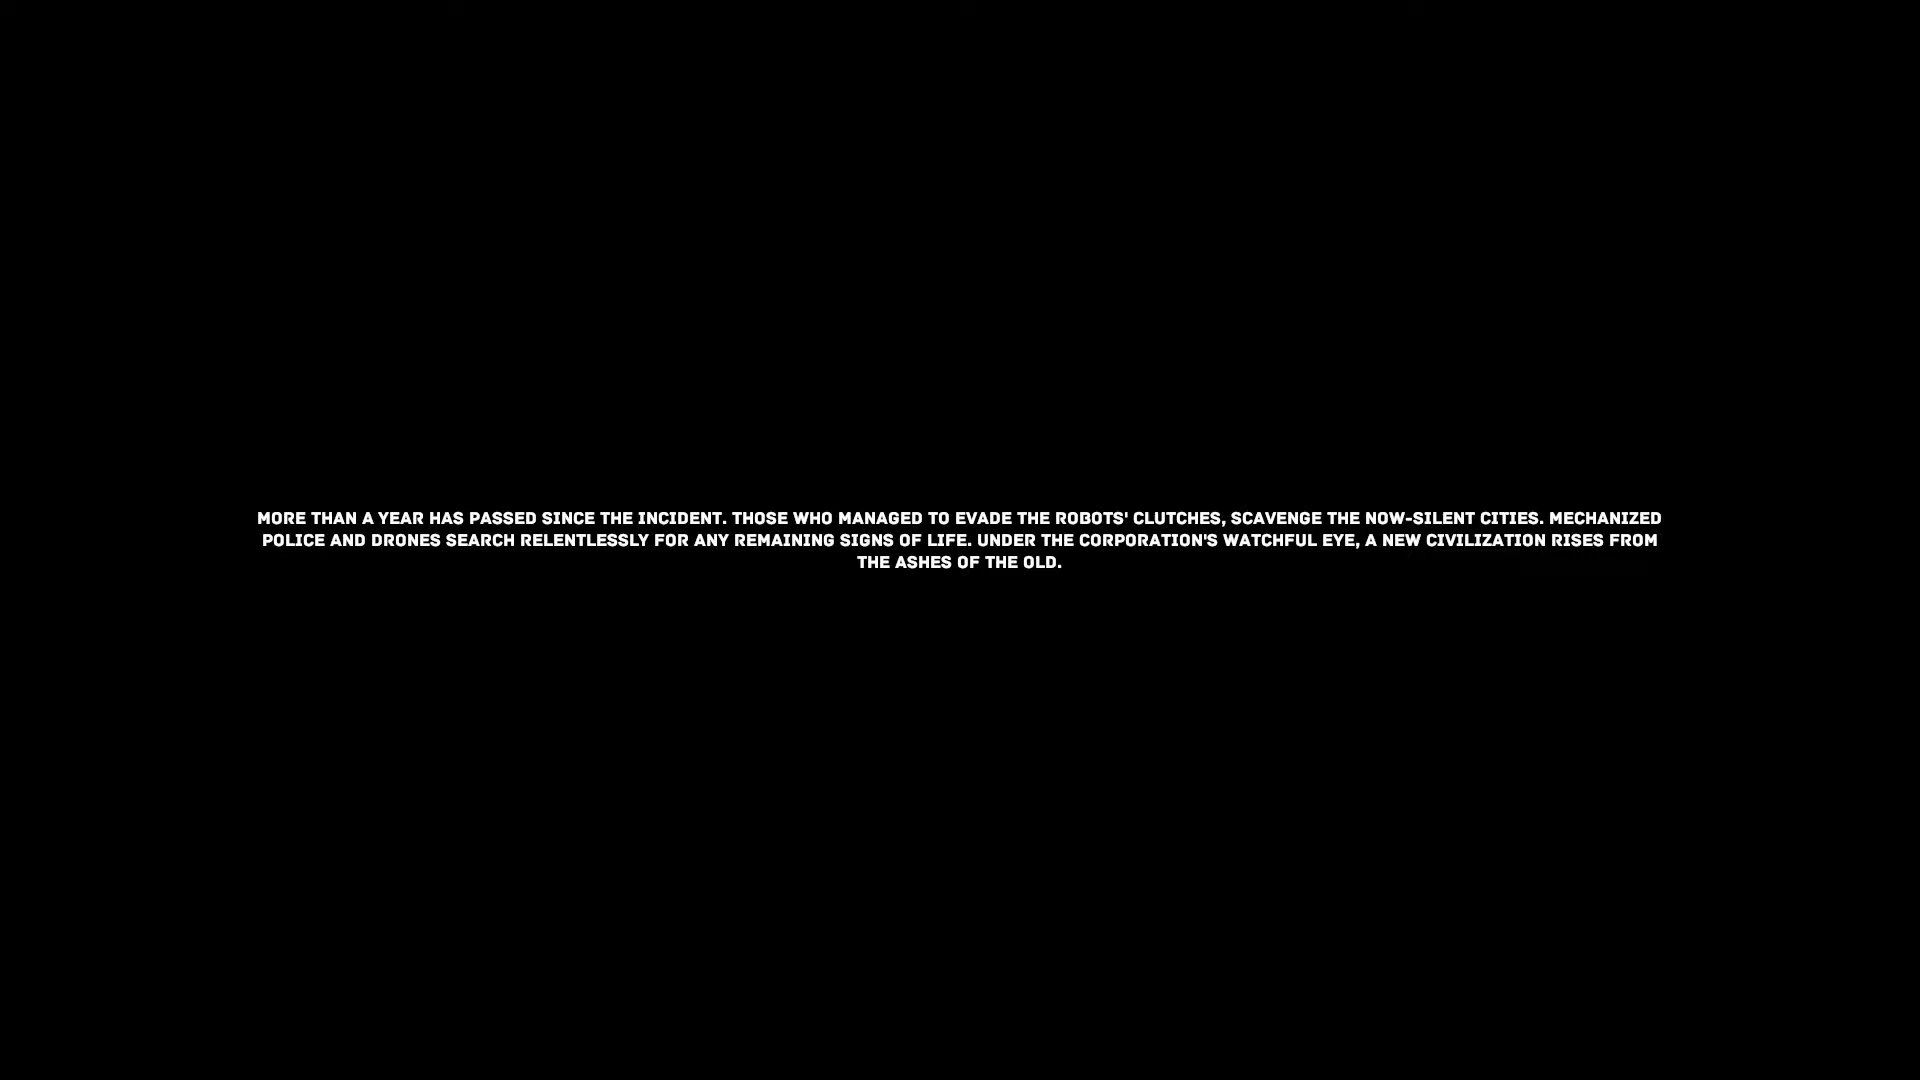 MORE THAN A YEAR HAS PASSED SINCE THE INCIDENT. THOSE WHO MANAGED TO EVADE THE ROBOTS' CLUTCHES, SCAVENGE THE NOW-SILENT CITIES. MECHANIZED
POLICE AND DRONES SEARCH RELENTLESSLY FOR ANY REMAINING SIGNS OF LIFE. UNDER THE CORPORATION'S WATCHFUL EYE, A NEW CIVILIZATION RISES FROM
THE ASHES OF THE OLD.